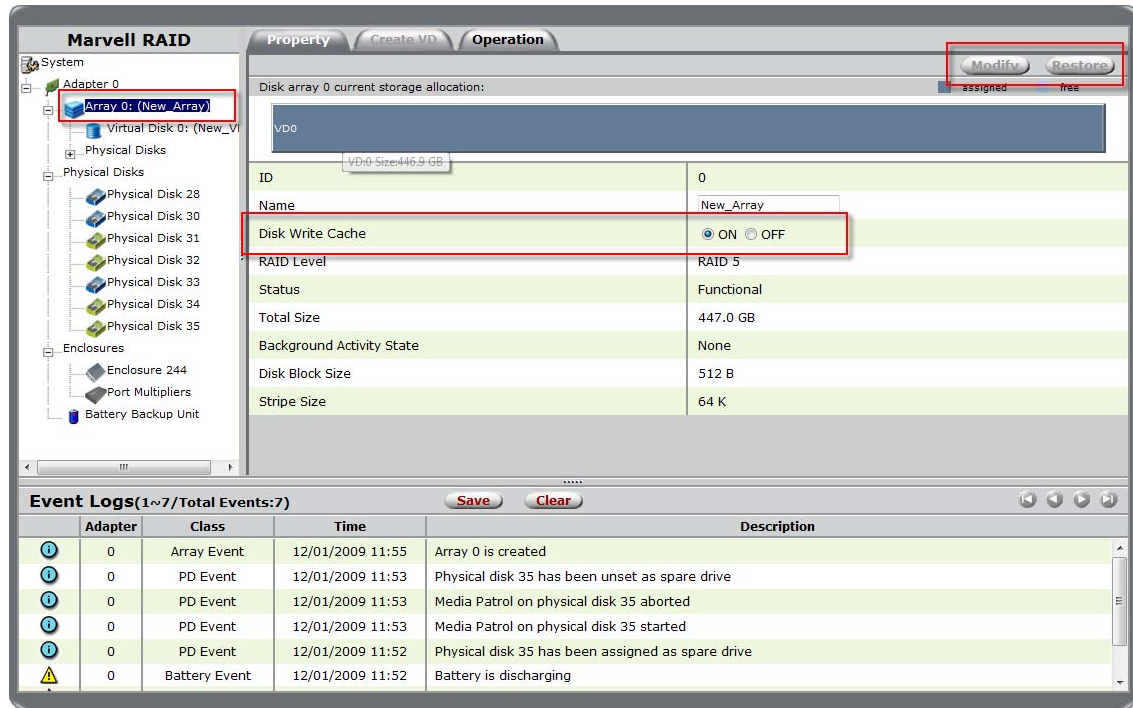 Marvell RAID
Property Create VD Operation
System
Adapter 0
Array 0: (New_Array)
Virtual Disk 0: (New_V
Physical Disks
Physical Disks
Physical Disk 28
Physical Disk 30
Physical Disk 31
Physical Disk 32
Physical Disk 33
Physical Disk 34
Physical Disk 35
Enclosures
Enclosure 244
Port Multipliers
Battery Backup Unit
Modify Restore
Disk array 0 current storage allocation: assigned free
VD0
VD:0 Size:446.9 GB
ID 0
Name New_Array
Disk Write Cache ON OFF
RAID Level RAID 5
Status Functional
Total Size 447.0 GB
Background Activity State None
Disk Block Size 512 B
Stripe Size 64 K
Event Logs(1~7/Total Events:7) Save Clear
Adapter Class Time Description
0 Array Event 12/01/2009 11:55 Array 0 is created
0 PD Event 12/01/2009 11:53 Physical disk 35 has been unset as spare drive
0 PD Event 12/01/2009 11:53 Media Patrol on physical disk 35 aborted
0 PD Event 12/01/2009 11:53 Media Patrol on physical disk 35 started
0 PD Event 12/01/2009 11:52 Physical disk 35 has been assigned as spare drive
0 Battery Event 12/01/2009 11:52 Battery is discharging